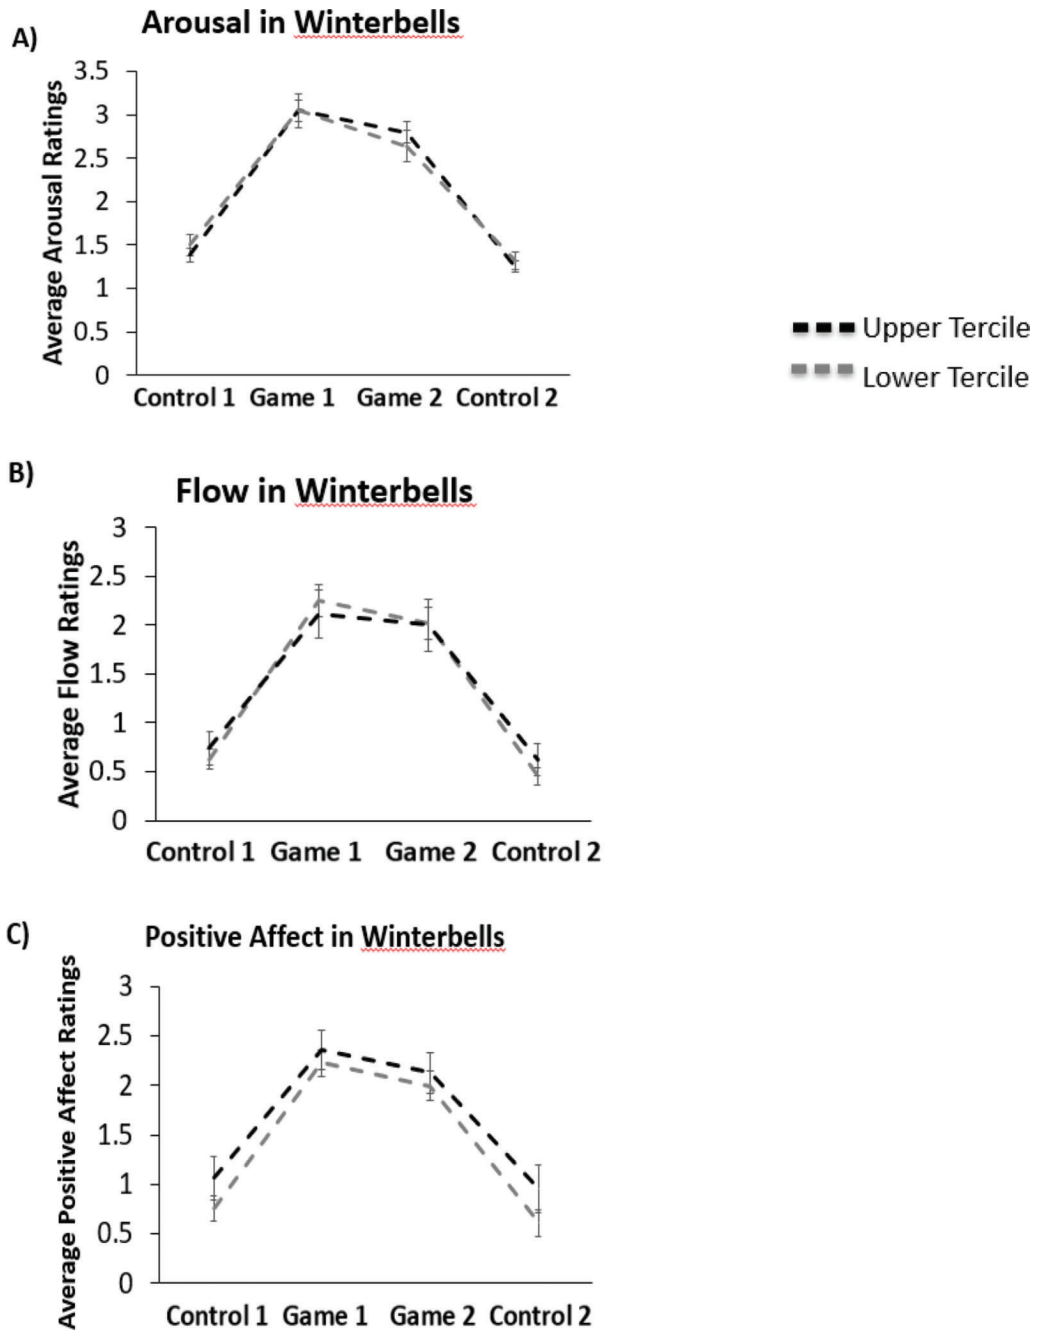 A)
Arousal in Winterbells
Average Arousal Ratings
3.5
3
2.5
2
1.5
1
0.5
0
Control 1 Game 1 Game 2 Control 2
Upper Tercile
Lower Tercile
B)
Flow in Winterbells
Average Flow Ratings
3
2.5
2
1.5
1
0.5
0
Control 1 Game 1 Game 2 Control 2
C)
Positive Affect in Winterbells
Average Positive Affect Ratings
3
2.5
2
1.5
1
0.5
0
Control 1 Game 1 Game 2 Control 2